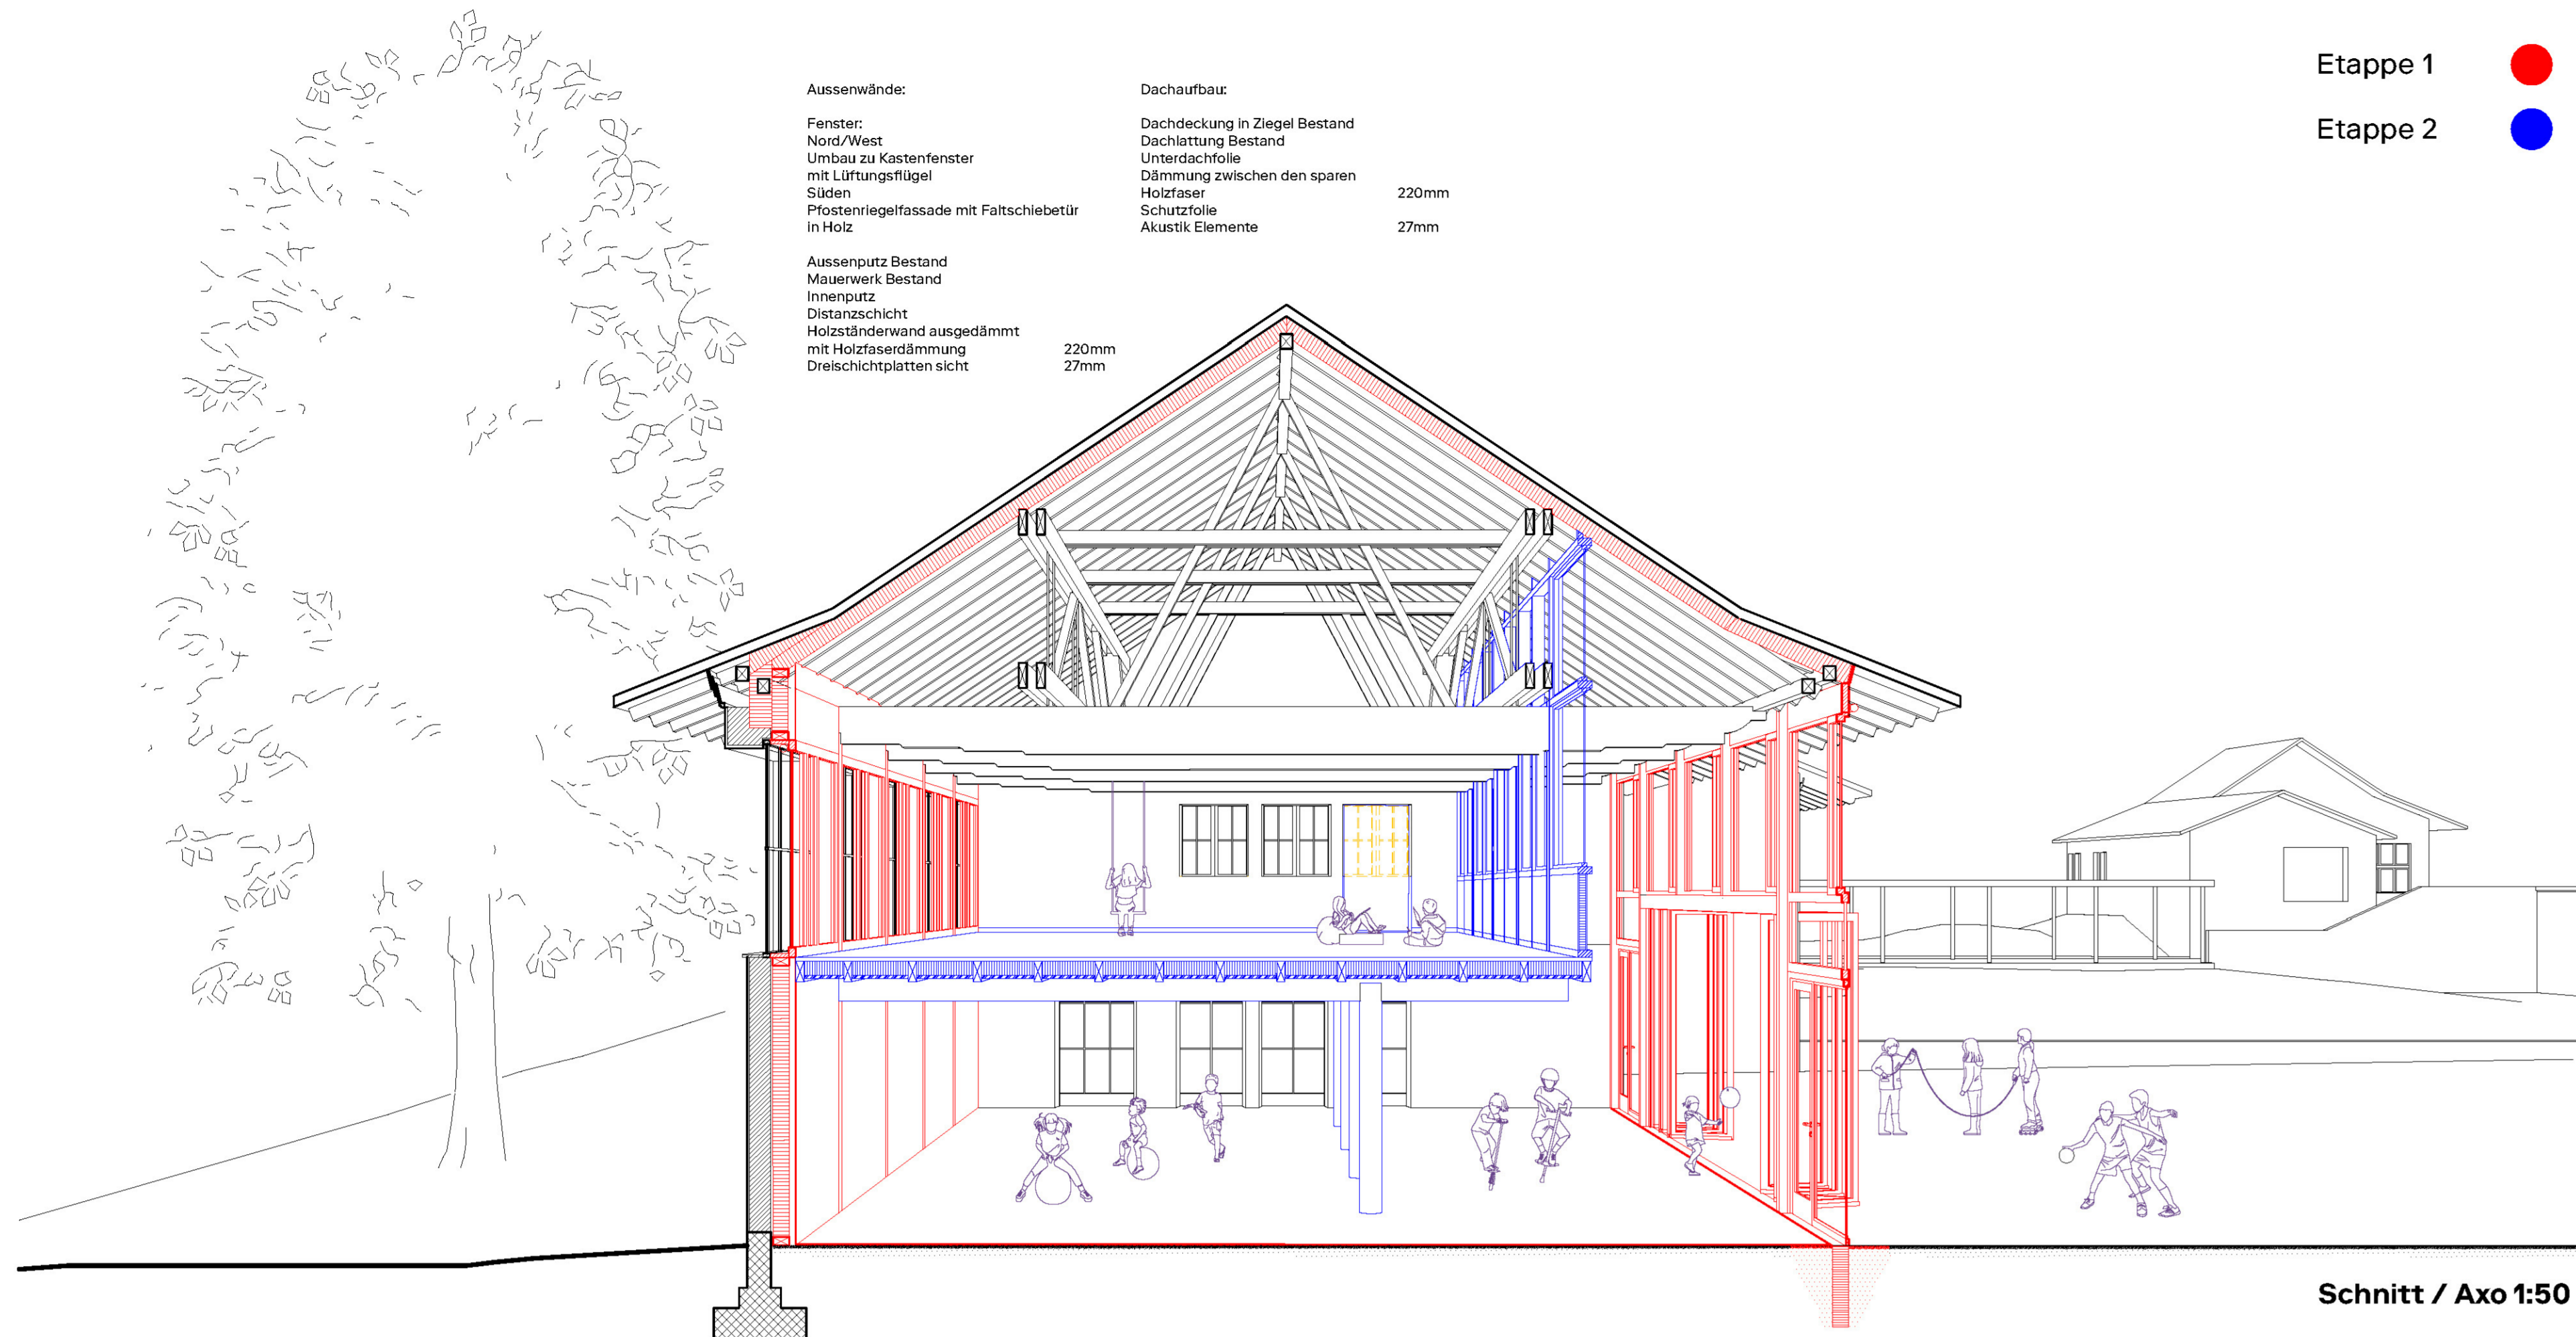 Aussenwände:
Fenster:
Nord/West
Umbau zu Kastenfenster
mit Lüftungsflügel
Süden
Pfostenriegelfassade mit Faltschiebetür
in Holz
Aussenputz Bestand
Mauerwerk Bestand
Innenputz
Distanzschicht
Holzständerwand ausgedämmt
mit Holzfaserdämmung 220mm
Dreischichtplatten sicht 27mm
Dachaufbau:
Dachdeckung in Ziegel Bestand
Dachlattung Bestand
Unterdachfolie
Dämmung zwischen den sparen
Holzfaser 220mm
Schutzfolie
Akustik Elemente 27mm
Etappe 1
Etappe 2
Schnitt / Axo 1:50